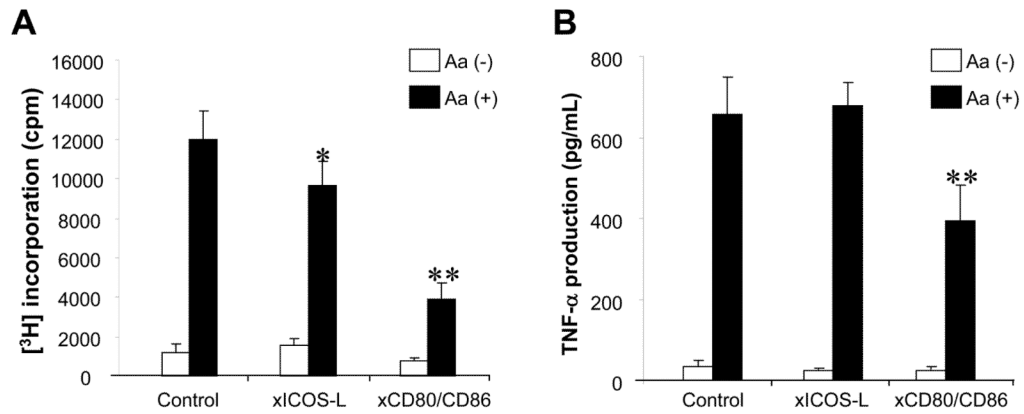 A
[³H] incorporation (cpm)
16000
14000
12000
10000
8000
6000
4000
2000
0
Aa (-)
Aa (+)
*
**
Control
xICOS-L
xCD80/CD86
B
TNF-α production (pg/mL)
800
600
400
200
0
Aa (-)
Aa (+)
**
Control
xICOS-L
xCD80/CD86